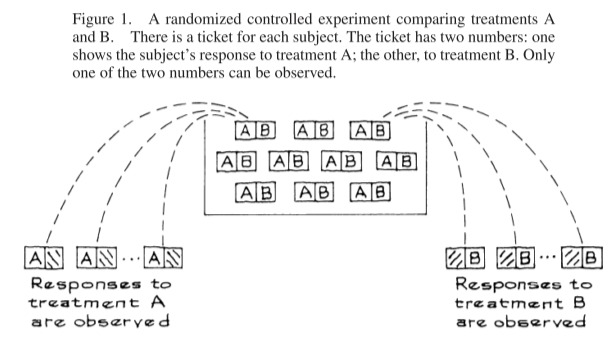 Figure 1. A randomized controlled experiment comparing treatments A
and B. There is a ticket for each subject. The ticket has two numbers: one
shows the subject's response to treatment A; the other, to treatment B. Only
one of the two numbers can be observed.
A B A B A B
A B A B A B A B
A B A B A B
A A ... A
B B ... B
Responses to
treatment A
are observed
Responses to
treatment B
are observed